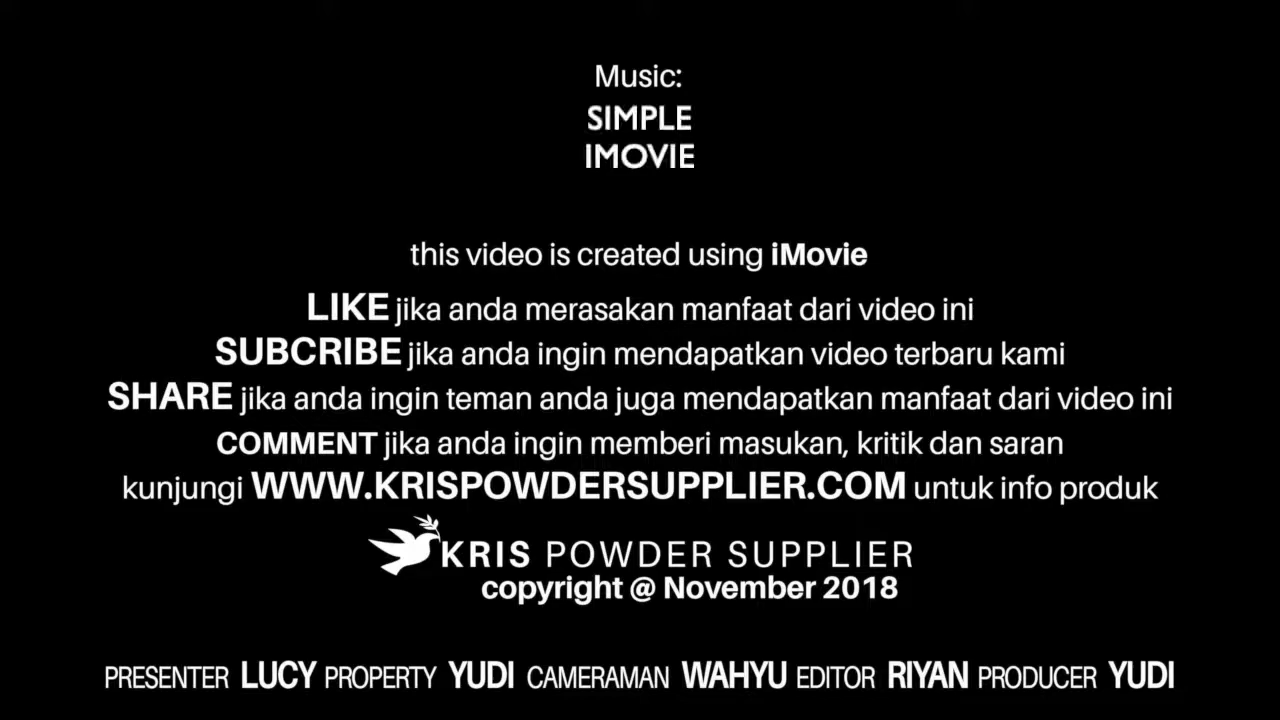 Music:
SIMPLE
IMOVIE
this video is created using iMovie
LIKE jika anda merasakan manfaat dari video ini
SUBCRIBE jika anda ingin mendapatkan video terbaru kami
SHARE jika anda ingin teman anda juga mendapatkan manfaat dari video ini
COMMENT jika anda ingin memberi masukan, kritik dan saran
kunjungi WWW.KRISPOWDERSUPPLIER.COM untuk info produk
KRIS POWDER SUPPLIER
copyright @ November 2018
PRESENTER LUCY PROPERTY YUDI CAMERAMAN WAHYU EDITOR RIYAN PRODUCER YUDI